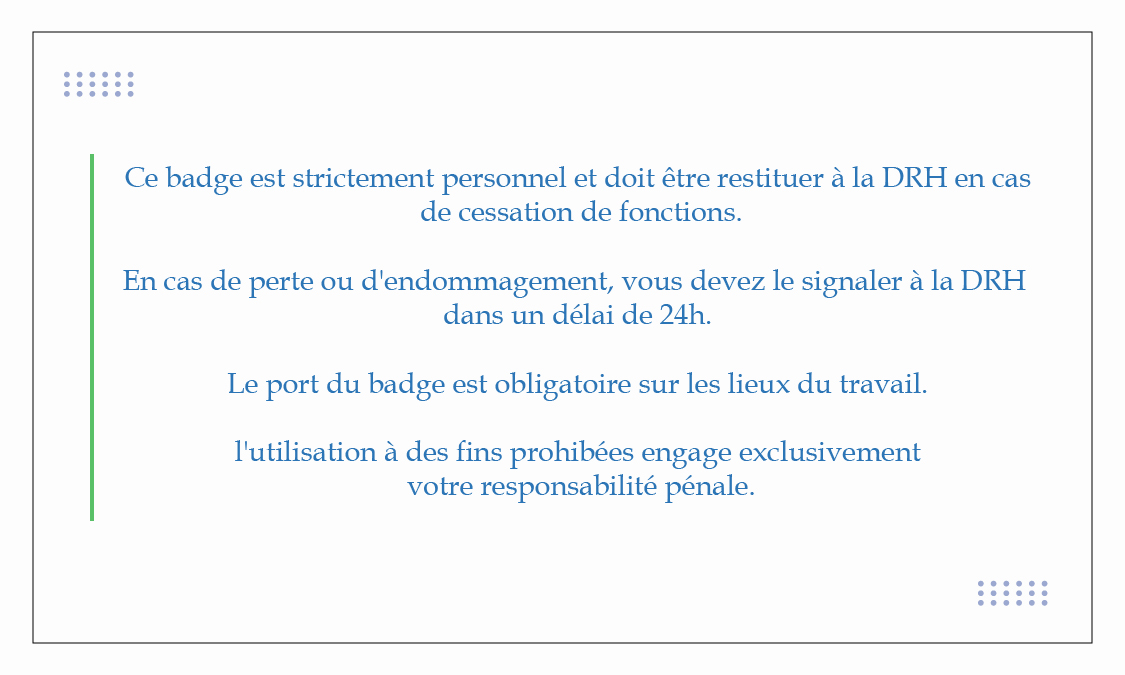 Ce badge est strictement personnel et doit être restituer à la DRH en cas
de cessation de fonctions.
En cas de perte ou d'endommagement, vous devez le signaler à la DRH
dans un délai de 24h.
Le port du badge est obligatoire sur les lieux du travail.
l'utilisation à des fins prohibées engage exclusivement
votre responsabilité pénale.